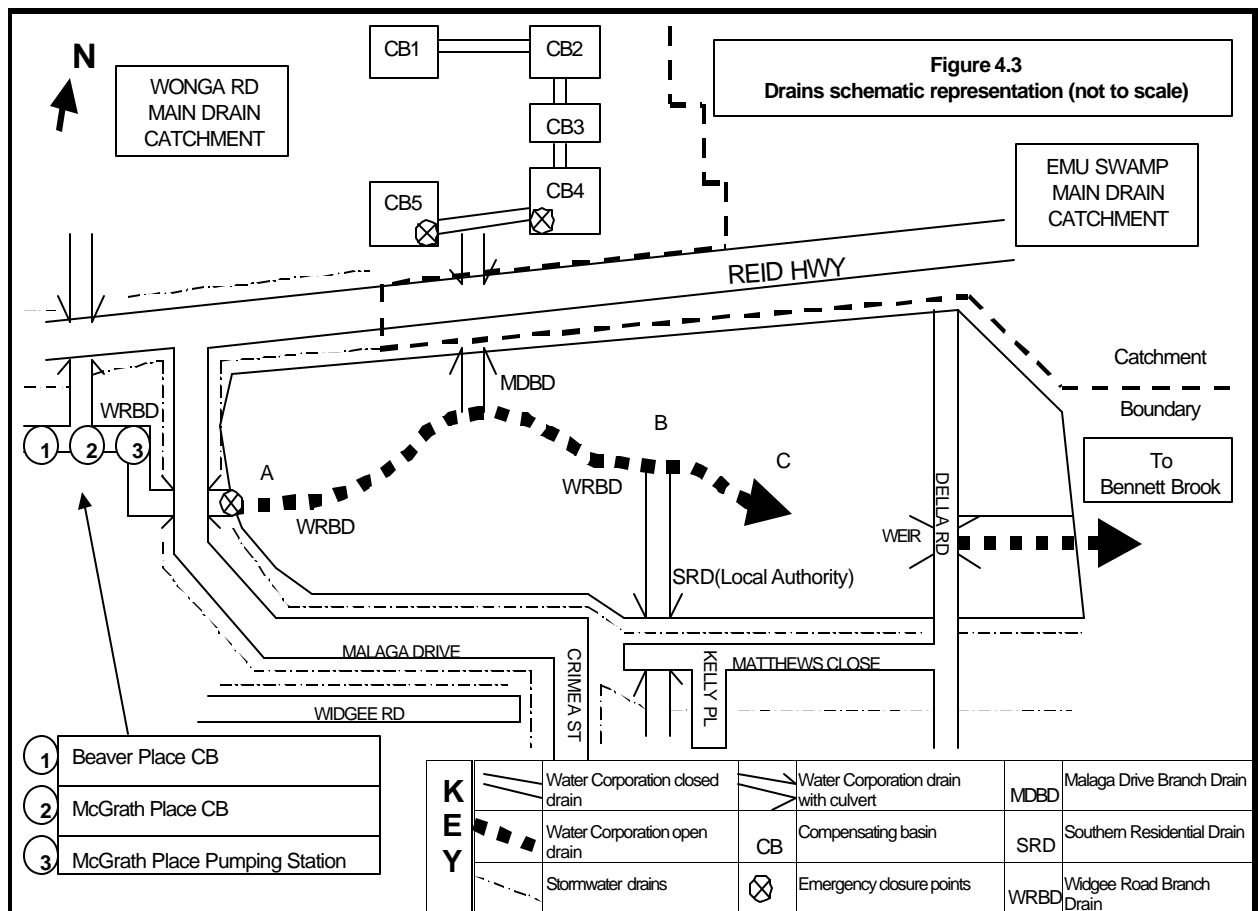 N
WONGA RD
MAIN DRAIN
CATCHMENT
CB1
CB2
CB3
CB4
CB5
Figure 4.3
Drains schematic representation (not to scale)
EMU SWAMP
MAIN DRAIN
CATCHMENT
REID HWY
Catchment
Boundary
To
Bennett Brook
MDBD
WRBD
1
2
3
A
WRBD
B
WRBD
C
WEIR
DELLA RD
SRD(Local Authority)
MALAGA DRIVE
CRIMEA ST
KELLY PL
MATTHEWS CLOSE
WIDGEE RD
1 Beaver Place CB
2 McGrath Place CB
3 McGrath Place Pumping Station
KEY
Water Corporation closed
drain
Water Corporation drain
with culvert
MDBD
Malaga Drive Branch Drain
Water Corporation open
drain
CB
Compensating basin
SRD
Southern Residential Drain
Stormwater drains
Emergency closure points
WRBD
Widgee Road Branch
Drain